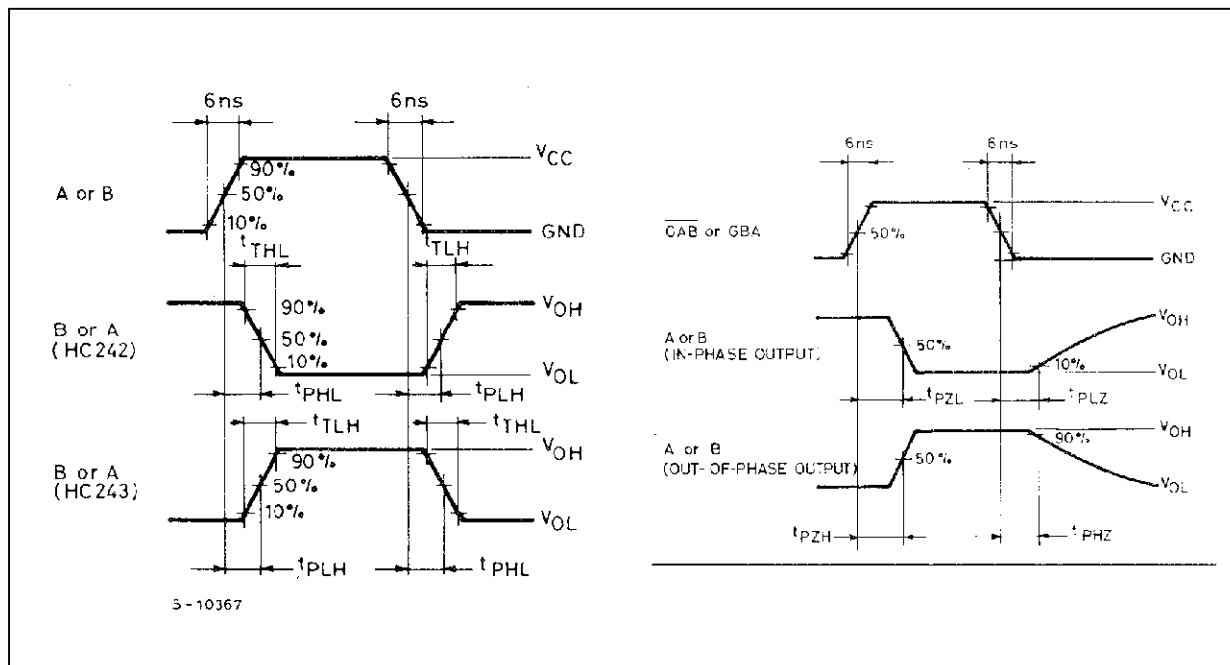 6ns
6ns
VCC
90%
A or B
50%
10%
GND
tTHL
tTLH
VOH
90%
B or A
(HC242)
50%
10%
VOL
tPHL
tPLH
tTLH
tTHL
VOH
90%
B or A
(HC243)
50%
10%
VOL
tPLH
tPHL
S-10367
6ns
6ns
VCC
GAB or GBA
50%
GND
VOH
A or B
(IN-PHASE OUTPUT)
50%
10%
VOL
tPZL
tPLZ
VOH
90%
A or B
(OUT-OF-PHASE OUTPUT)
50%
VOL
tPZH
tPHZ